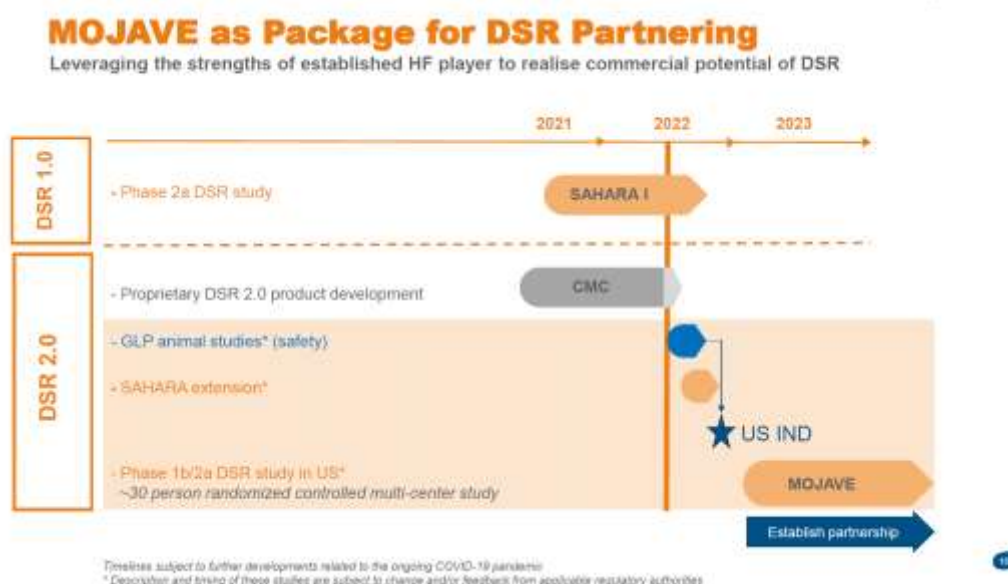 MOJAVE as Package for DSR Partnering
Leveraging the strengths of established HF player to realise commercial potential of DSR
2021 2022 2023
DSR 1.0
- Phase 2a DSR study
SAHARA I
DSR 2.0
- Proprietary DSR 2.0 product development
CMC
- GLP animal studies* (safety)
- SAHARA extension*
US IND
- Phase 1b/2a DSR study in US*
~30 person randomized controlled multi-center study
MOJAVE
Establish partnership
Timelines subject to further developments related to the ongoing COVID-19 pandemic
* Description and timing of these studies are subject to change and/or feedback from applicable regulatory authorities